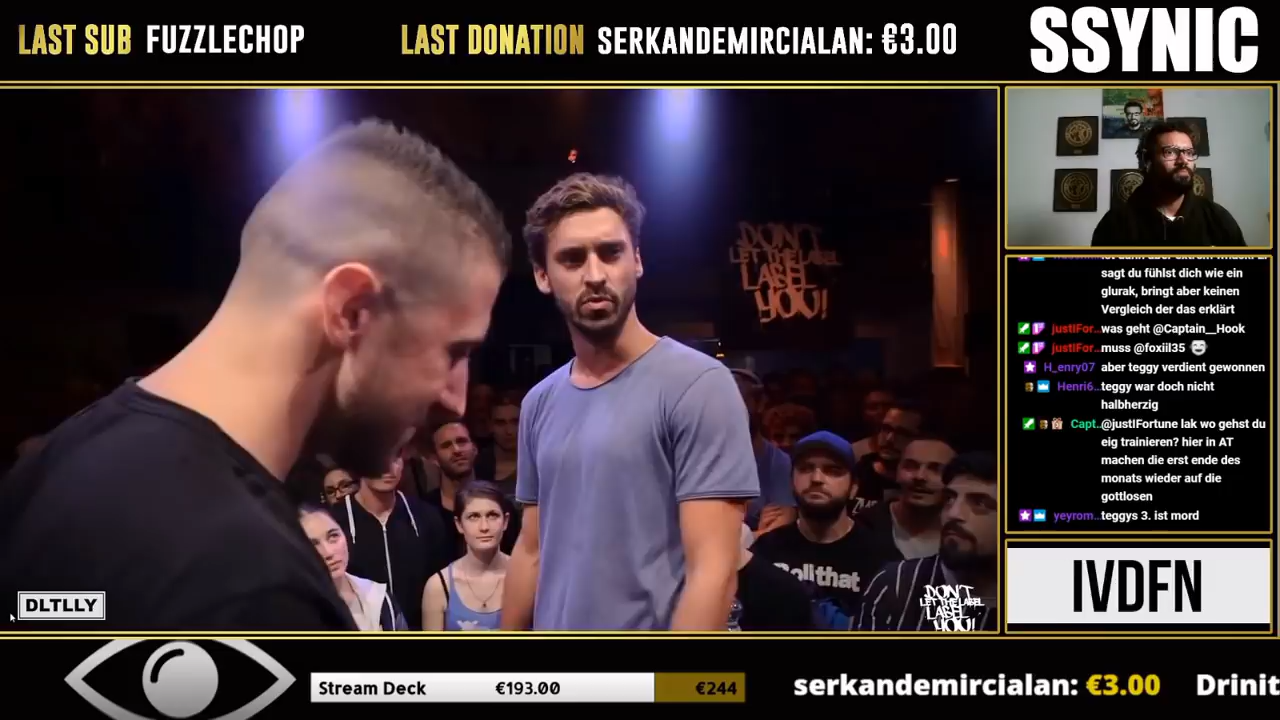 LAST SUB FUZZLECHOP
LAST DONATION SERKANDEMIRCIALAN: €3.00
SSYNIC
DON'T
LET THE LABEL
LABEL
YOU!
sagt du fühlst dich wie ein
glurak, bringt aber keinen
Vergleich der das erklärt
justIFor...was geht @Captain__Hook
justIFor...muss @foxiil35
H_enry07 aber teggy verdient gewonnen
Henri6...teggy war doch nicht
halbherzig
Capt...@justIFortune lak wo gehst du
eig trainieren? hier in AT
machen die erst ende des
monats wieder auf die
gottlosen
yeyrom...teggys 3. ist mord
IVDFN
Roll that
DLTLLY
DON'T
LET THE LABEL
LABEL
YOU!
Stream Deck €193.00 €244
serkandemircialan: €3.00 Drinit